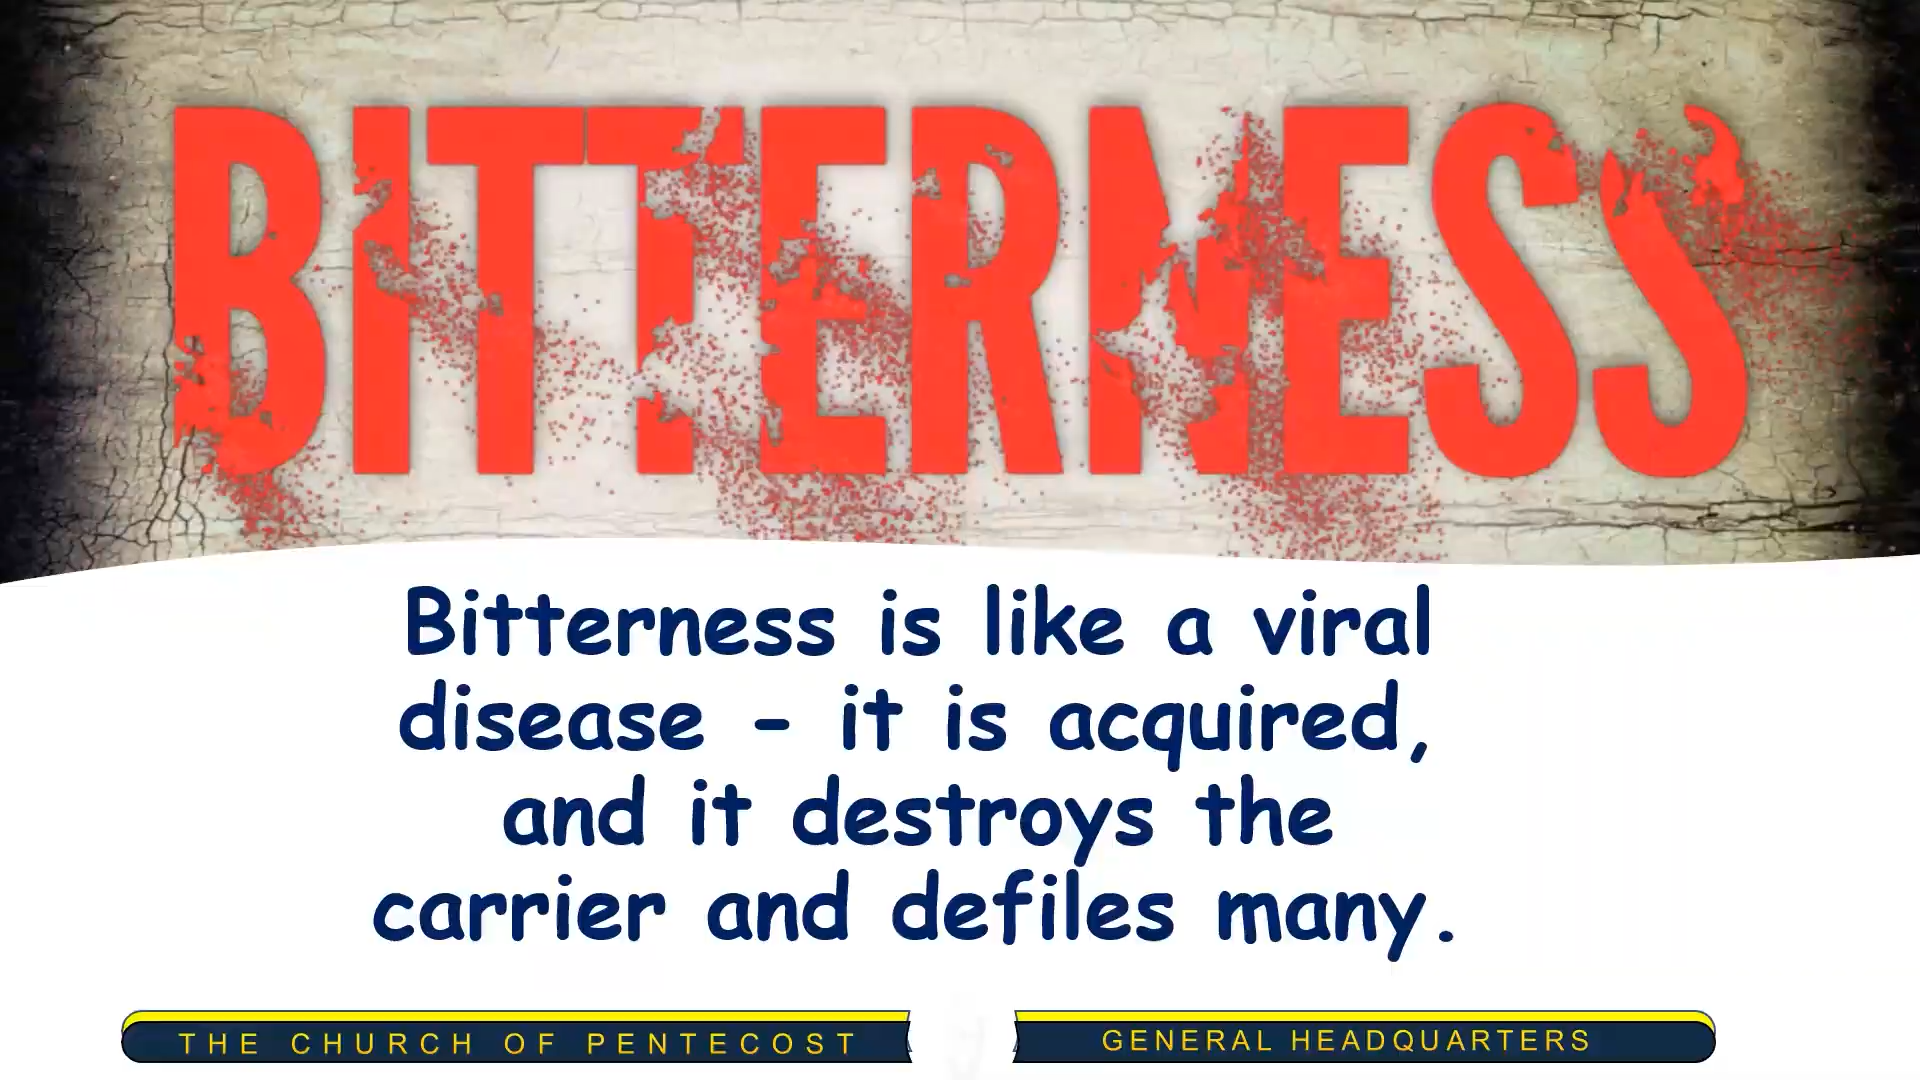 BITTERNESS
Bitterness is like a viral
disease - it is acquired,
and it destroys the
carrier and defiles many.
THE CHURCH OF PENTECOST
GENERAL HEADQUARTERS